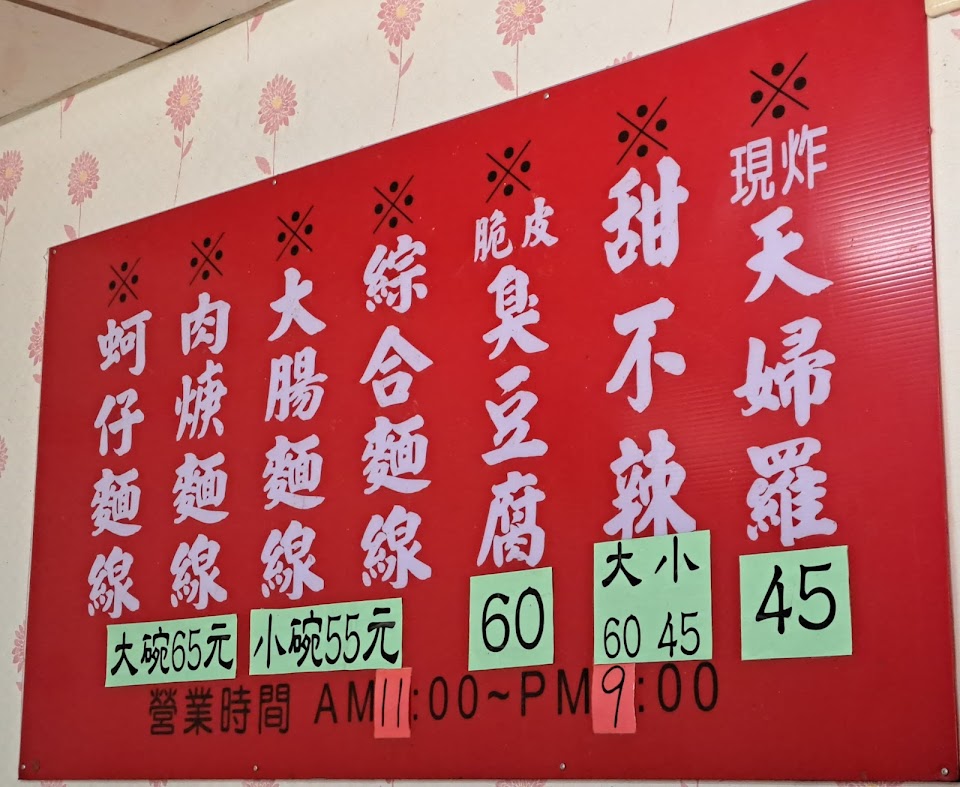 ※
現炸
天婦羅
45
※
甜不辣
大 小
60 45
※
脆皮
臭豆腐
60
※
綜合麵線
※
大腸麵線
※
肉焿麵線
※
蚵仔麵線
大碗65元
小碗55元
營業時間 AM11:00~PM9:00